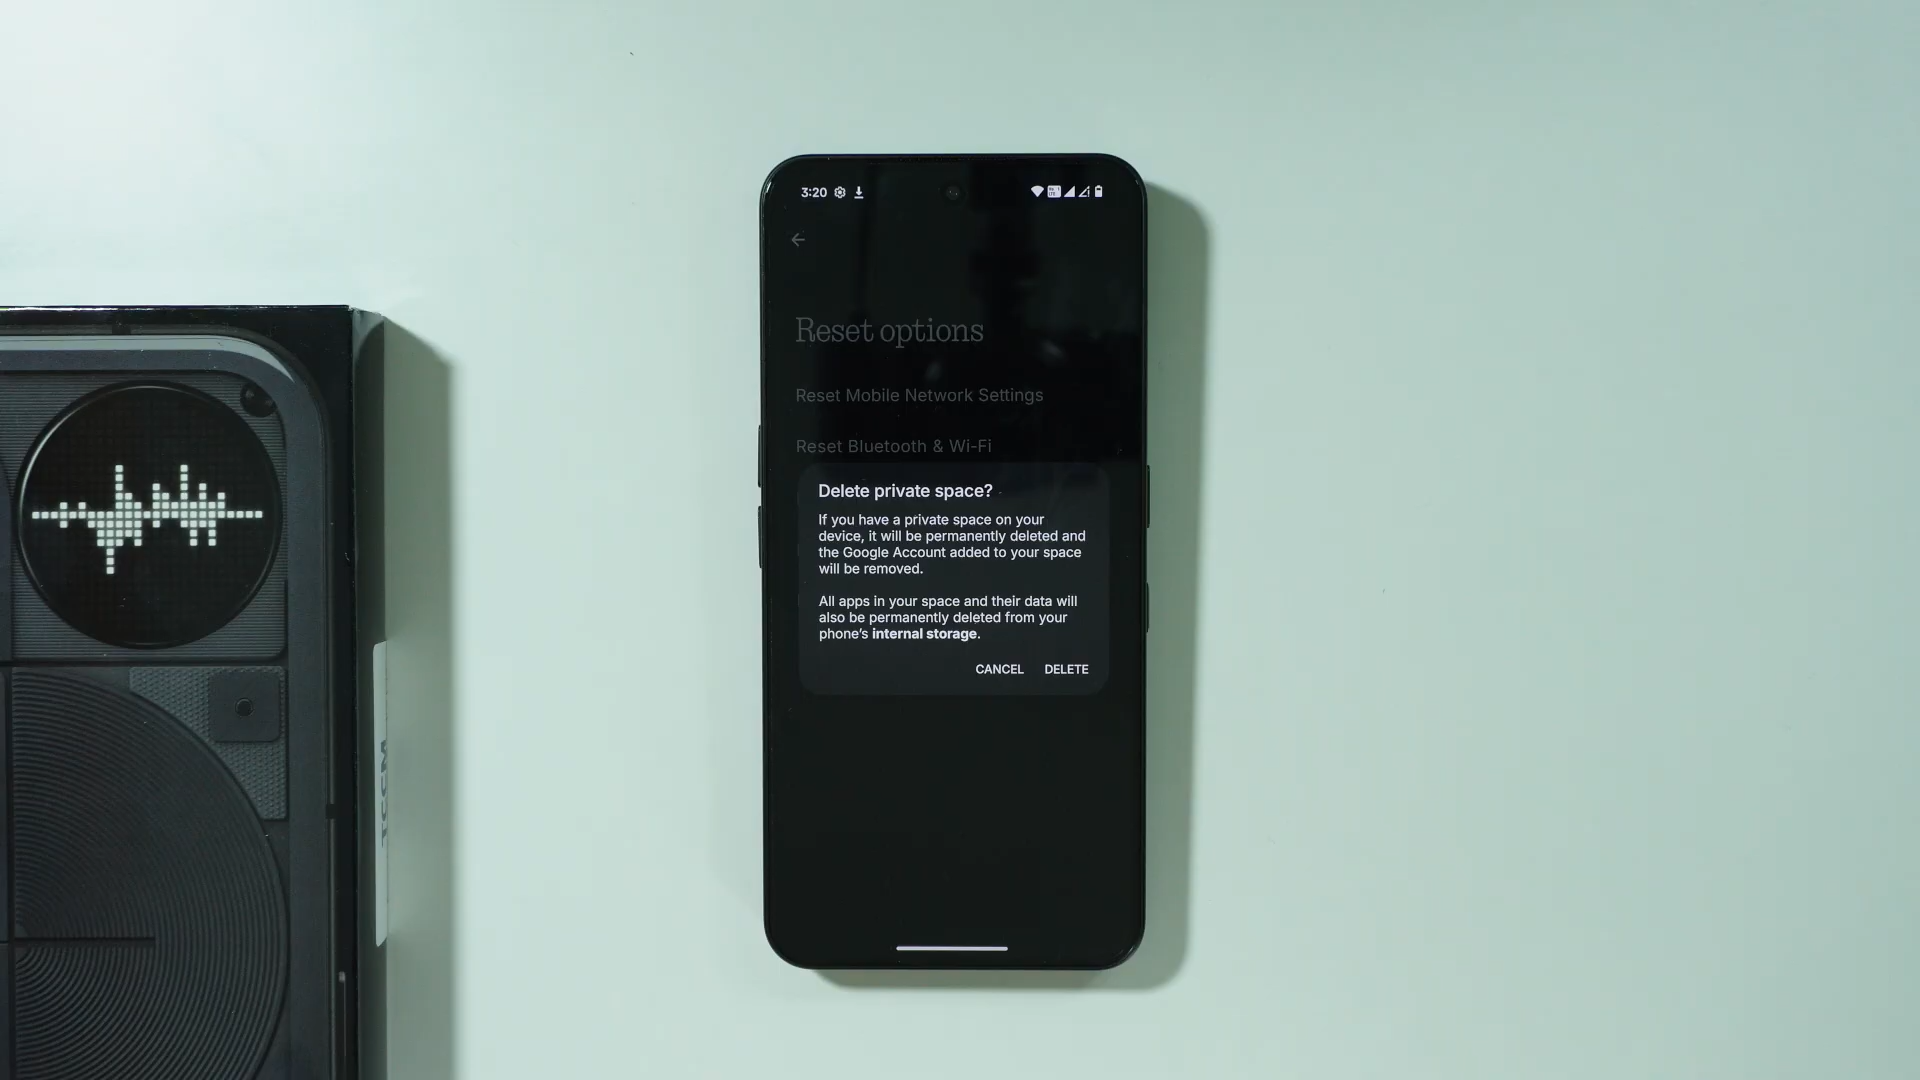 3:20
Reset options
Reset Mobile Network Settings
Reset Bluetooth & Wi-Fi
Delete private space?
If you have a private space on your
device, it will be permanently deleted and
the Google Account added to your space
will be removed.
All apps in your space and their data will
also be permanently deleted from your
phone's internal storage.
CANCEL DELETE